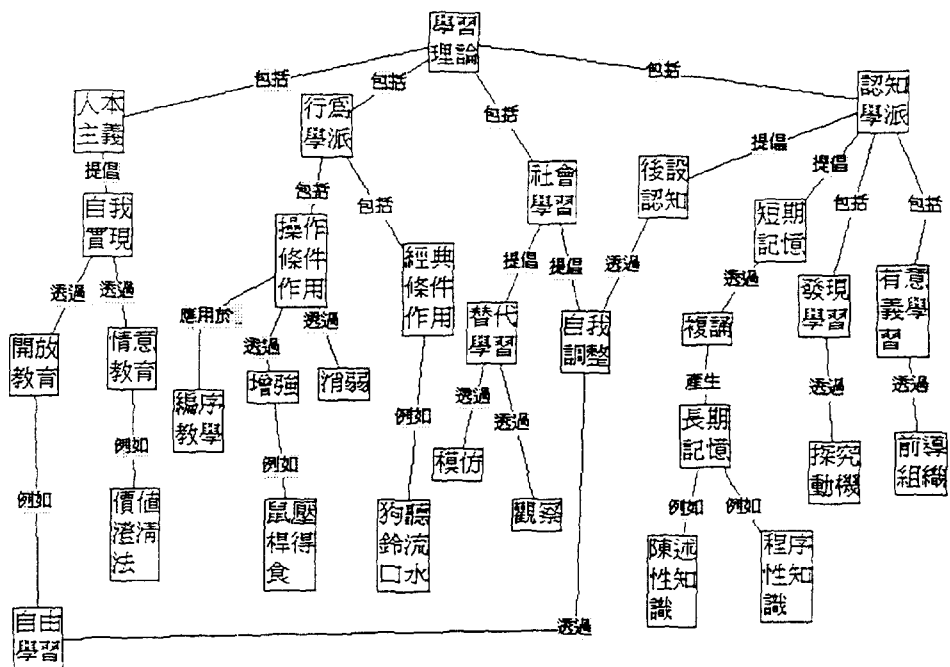 學習
理論
包括
包括
包括
包括
人本
主義
行為
學派
認知
學派
提倡
包括
包括
社會
學習
後設
認知
提倡
提倡
包括
包括
自我
實現
操作
條件
作用
經典
條件
作用
提倡
提倡
透過
短期
記憶
透過
透過
應用於
透過
透過
替代
學習
自我
調整
透過
發現
學習
有意
義學
習
開放
教育
情意
教育
編序
教學
增強
消弱
例如
透過
透過
複誦
產生
透過
透過
例如
例如
例如
模仿
觀察
長期
記憶
例如
例如
探究
動機
前導
組織
價值
澄清
法
鼠壓
桿得
食
狗聽
鈴流
口水
陳述
性知
識
程序
性知
識
自由
學習
透過